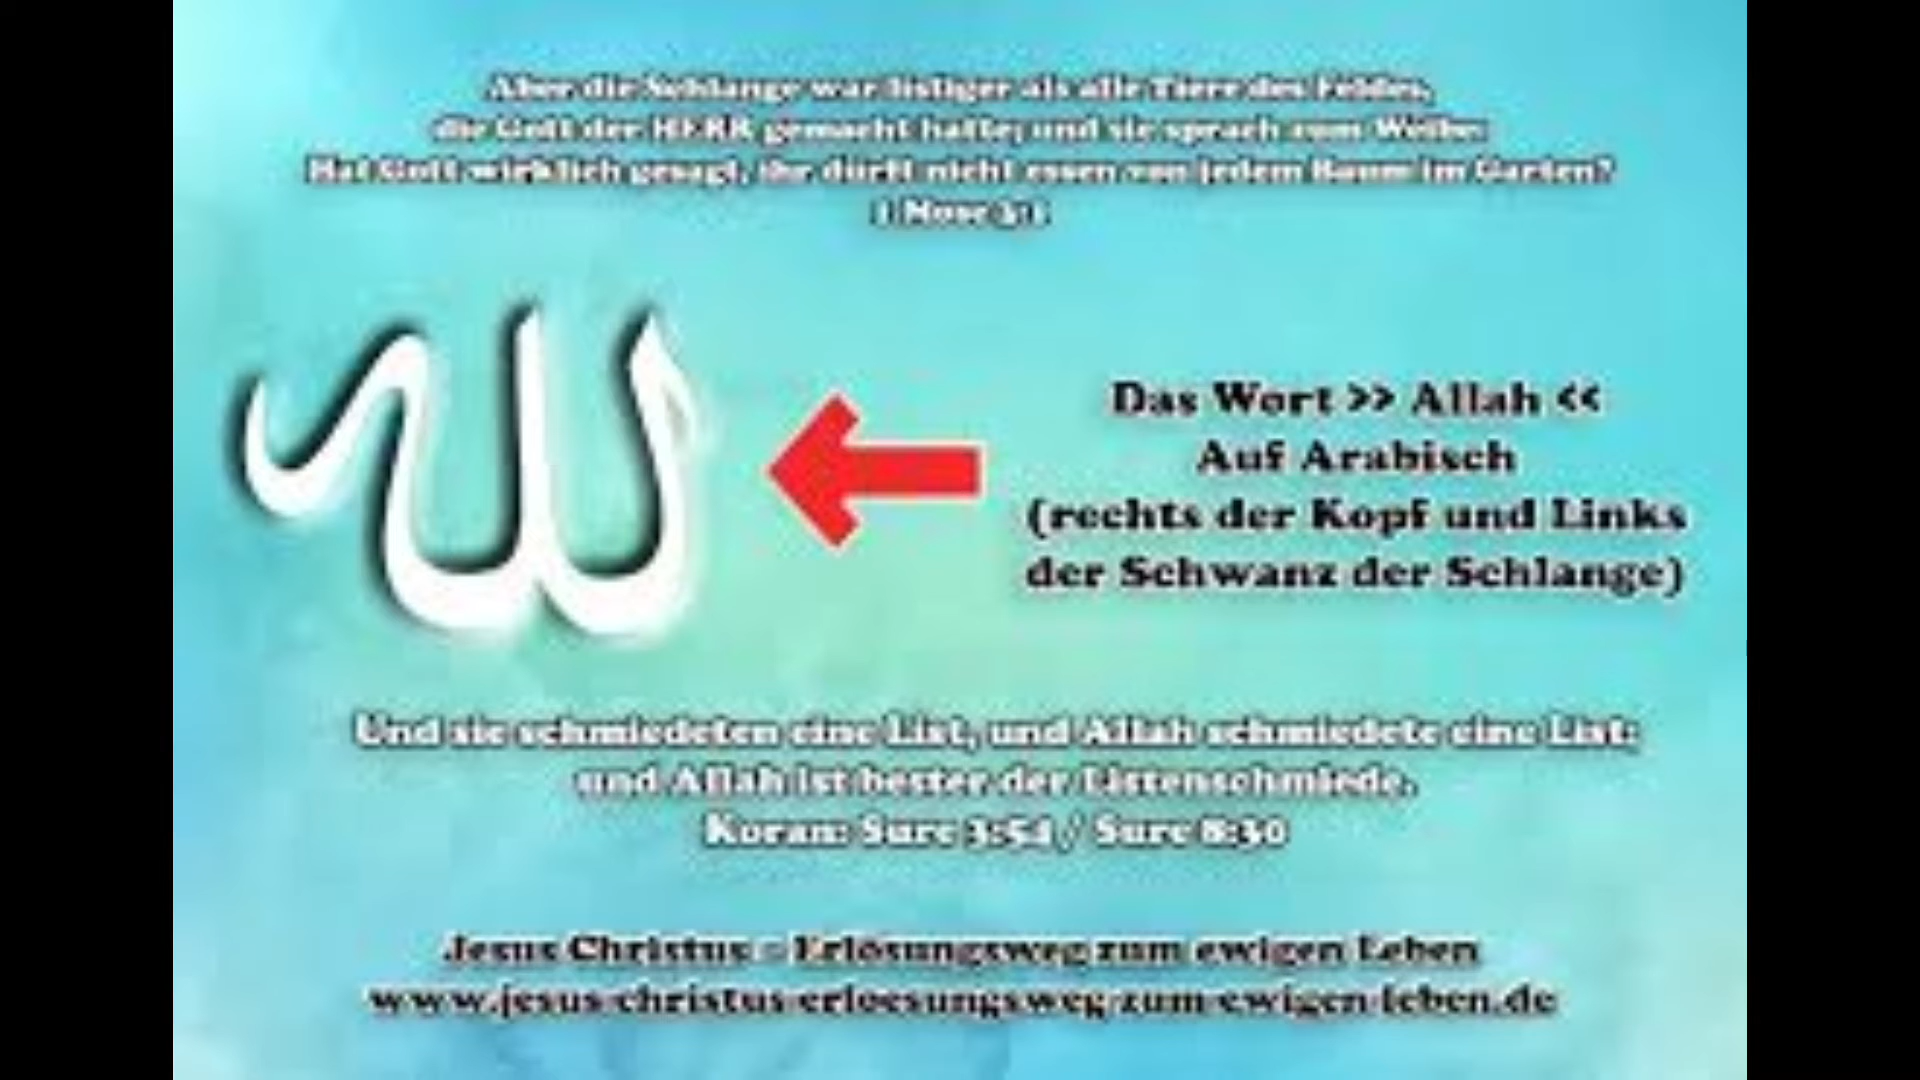 Aber die Schlange war listiger als alle Tiere des Feldes,
die Gott der HERR gemacht hatte; und sie sprach zum Weibe:
Hat Gott wirklich gesagt, ihr dürft nicht essen von jedem Baum im Garten?
1 Mose 3:1
لله
Das Wort >> Allah <<
Auf Arabisch
(rechts der Kopf und Links
der Schwanz der Schlange)
Und sie schmiedeten eine List, und Allah schmiedete eine List;
und Allah ist bester der Listenschmiede.
Koran: Sure 3:54 / Sure 8:30
Jesus Christus - Erlösungsweg zum ewigen Leben
www.jesus-christus-erloesungsweg-zum-ewigen-leben.de